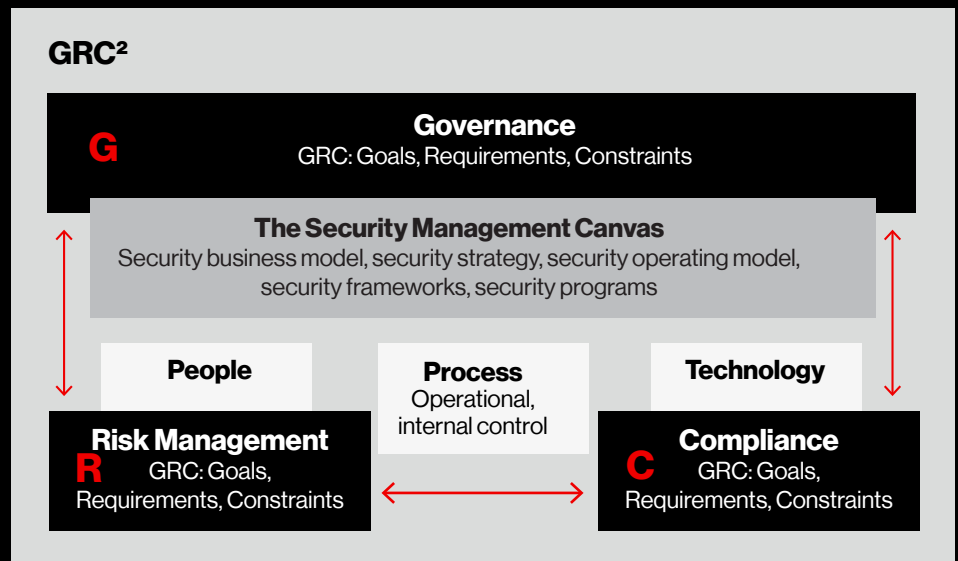 GRC²
G
Governance
GRC: Goals, Requirements, Constraints
The Security Management Canvas
Security business model, security strategy, security operating model,
security frameworks, security programs
People
Process
Operational,
internal control
Technology
Risk Management
R
GRC: Goals,
Requirements, Constraints
Compliance
C
GRC: Goals,
Requirements, Constraints